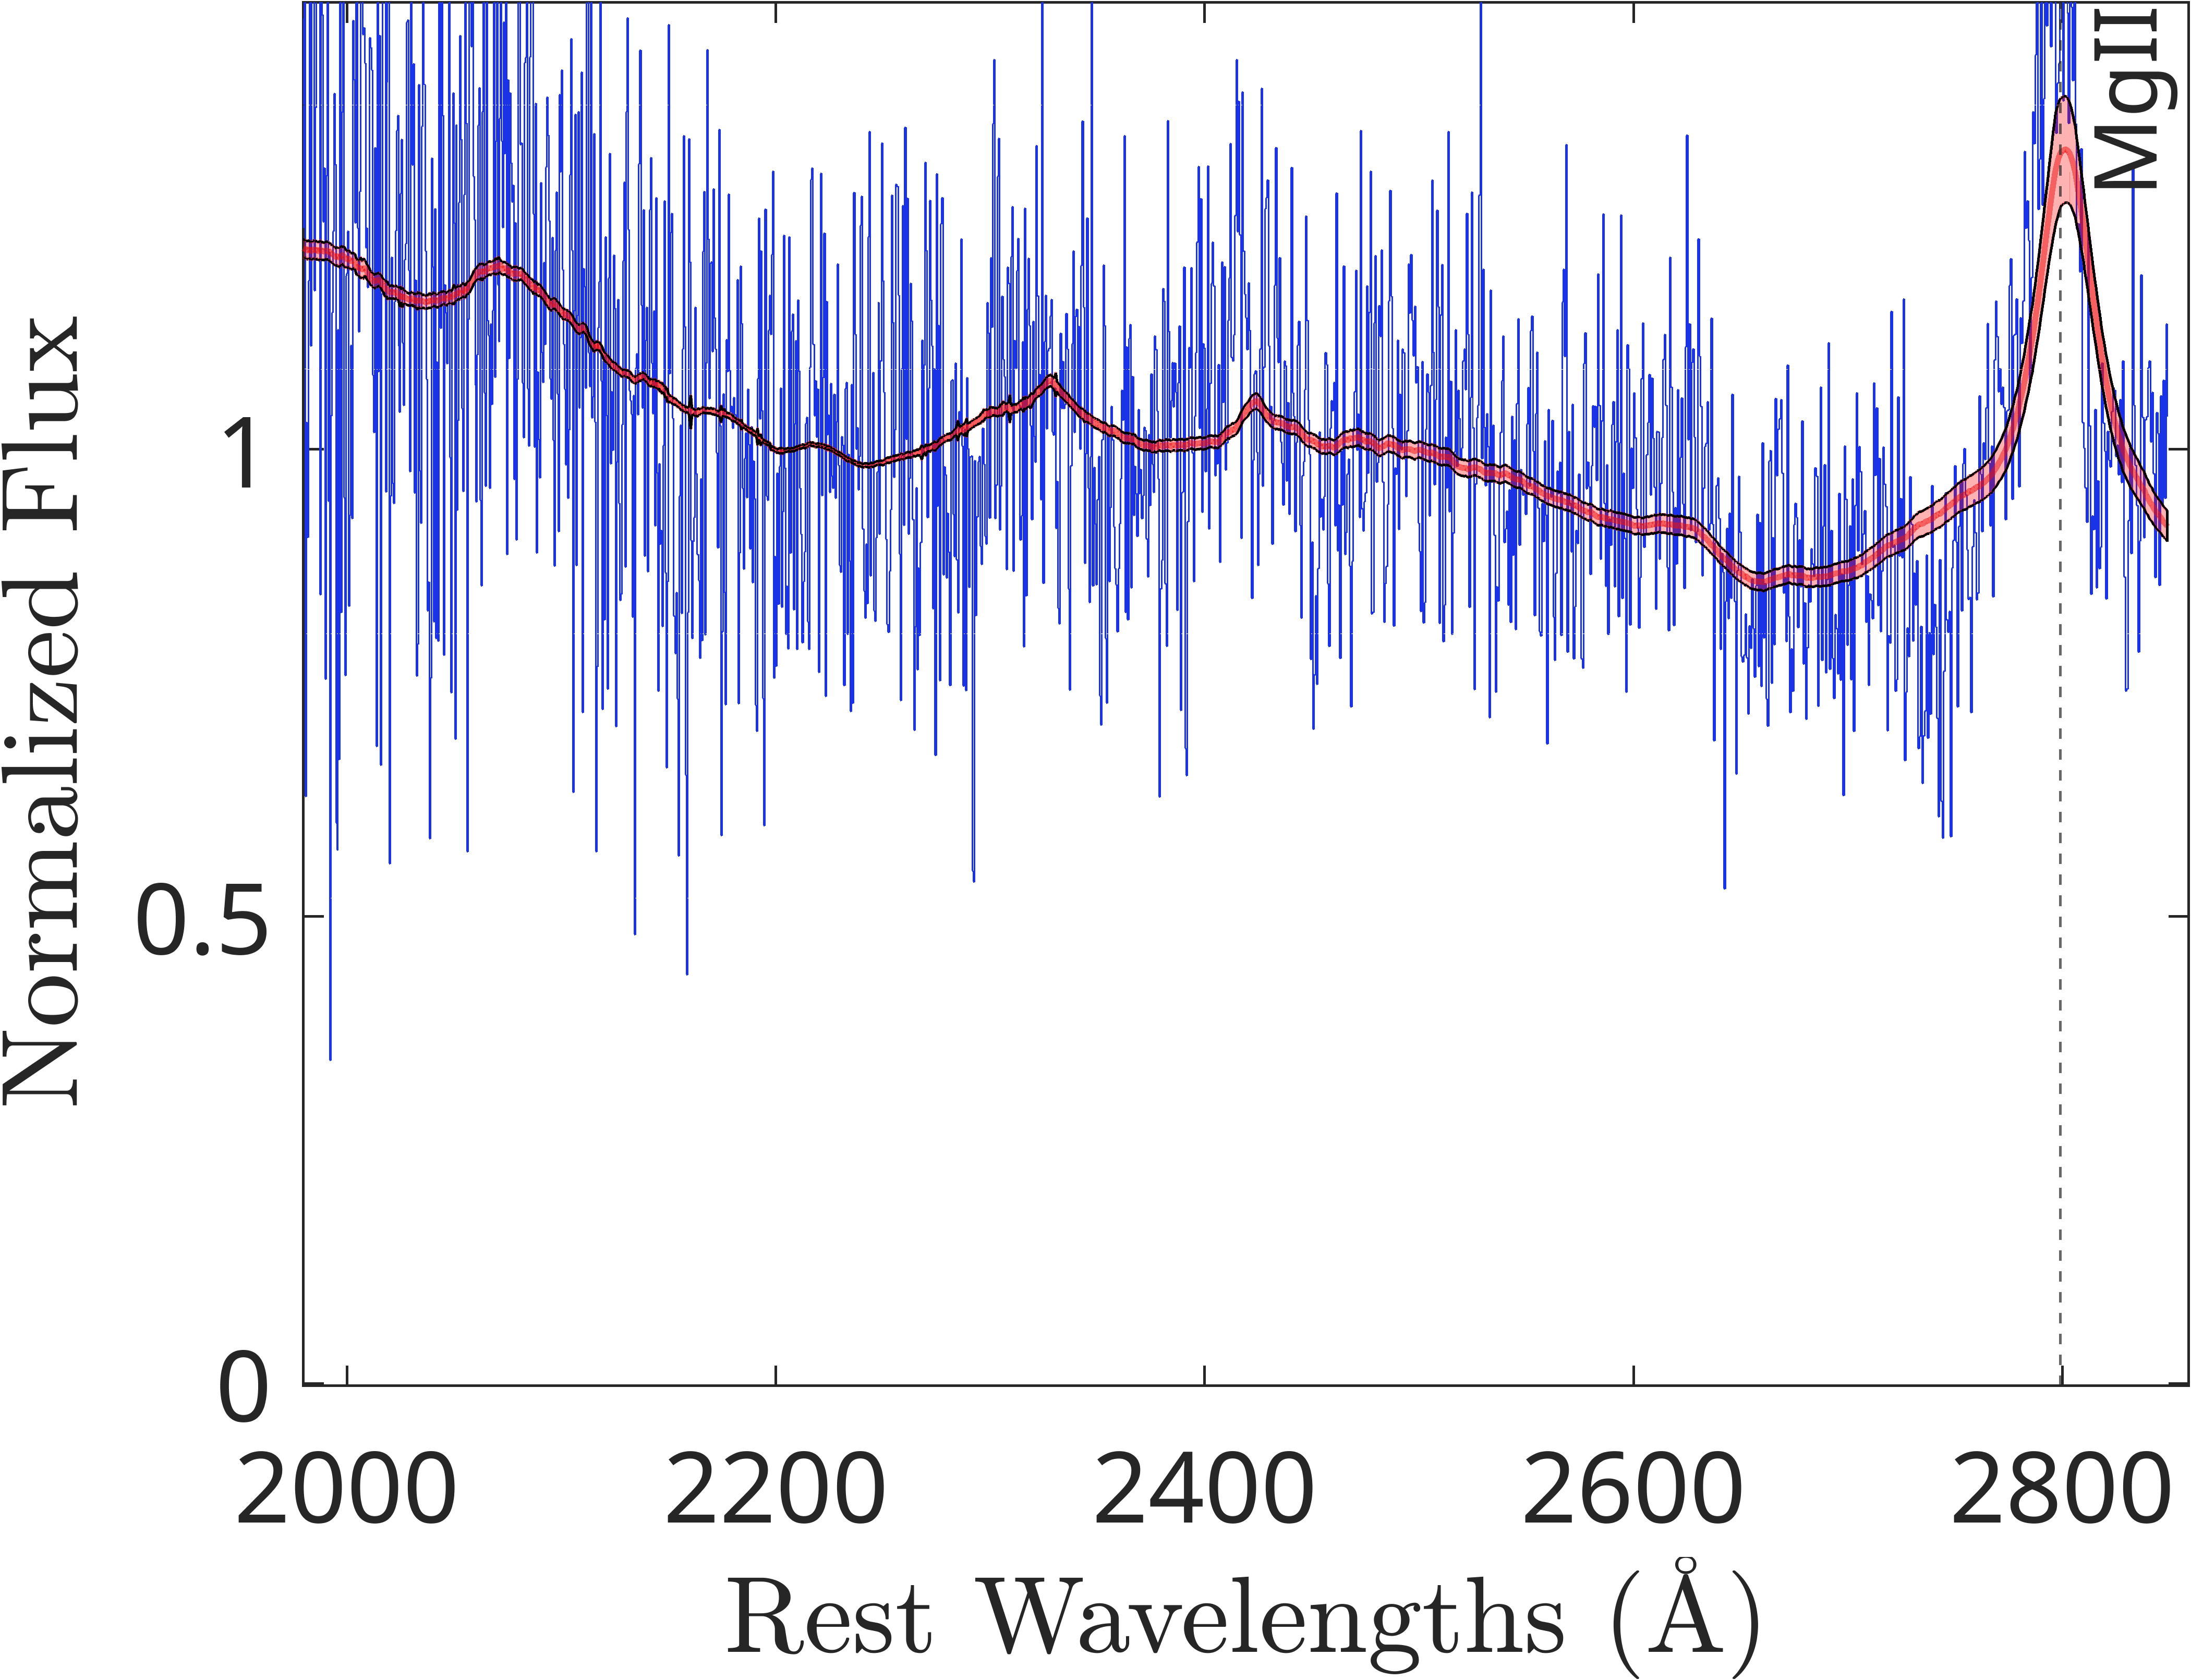 MgII
Normalized Flux
1
0.5
0
2000 2200 2400 2600 2800
Rest Wavelengths (Å)